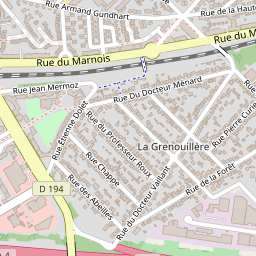 Rue Armand Gundhart
Rue de la Haute
Rue du Marnois
Rue du M
Rue Jean Mermoz
Rue Du Docteur Ménard
Rue Étienne Dolet
Rue du Professeur Roux
La Grenouillère
Rue Pierre Curie
Rue Chappe
Rue de la Forêt
D 194
Rue des Abeilles
Rue du Docteur Vaillant